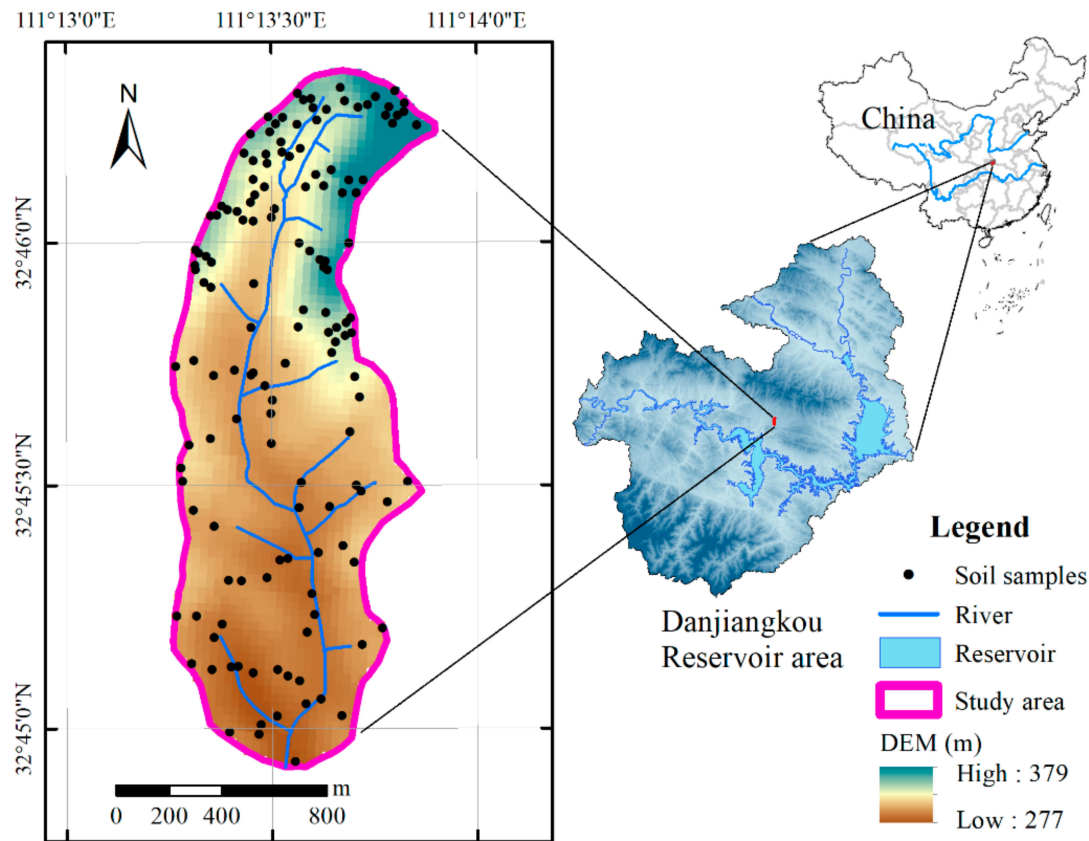 111°13'0"E 111°13'30"E 111°14'0"E
N
China
32°46'0"N
32°45'30"N
32°45'0"N
Danjiangkou
Reservoir area
Legend
Soil samples
River
Reservoir
Study area
DEM (m)
High : 379
Low : 277
m
0 200 400 800